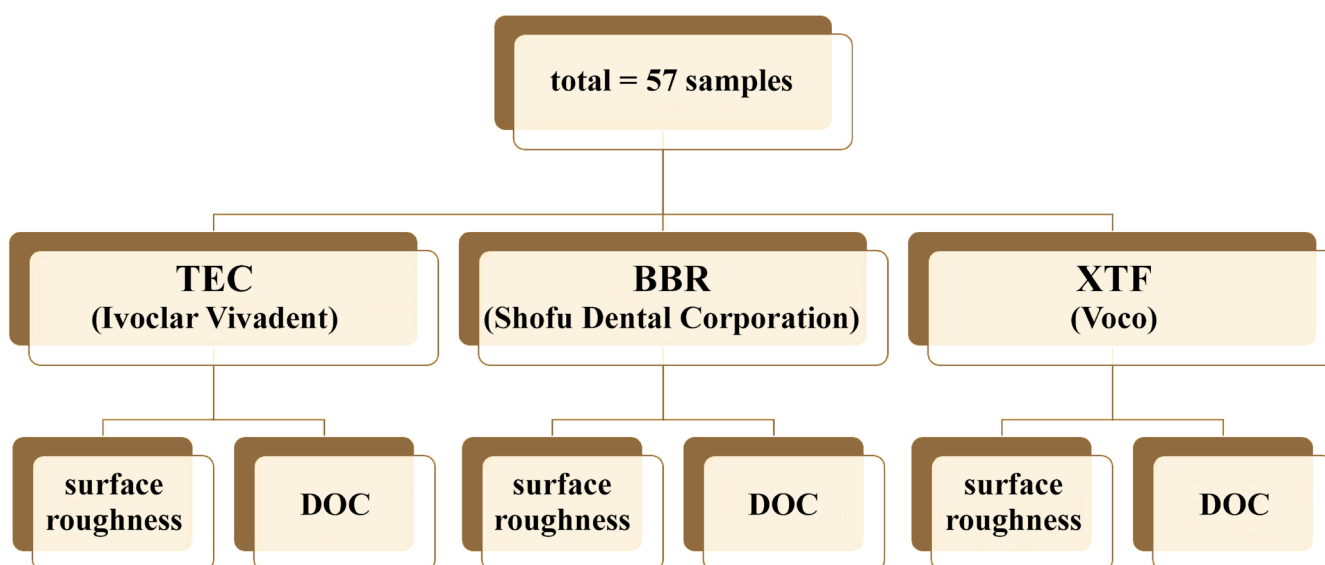 total = 57 samples
TEC
(Ivoclar Vivadent)
BBR
(Shofu Dental Corporation)
XTF
(Voco)
surface
roughness
DOC
surface
roughness
DOC
surface
roughness
DOC